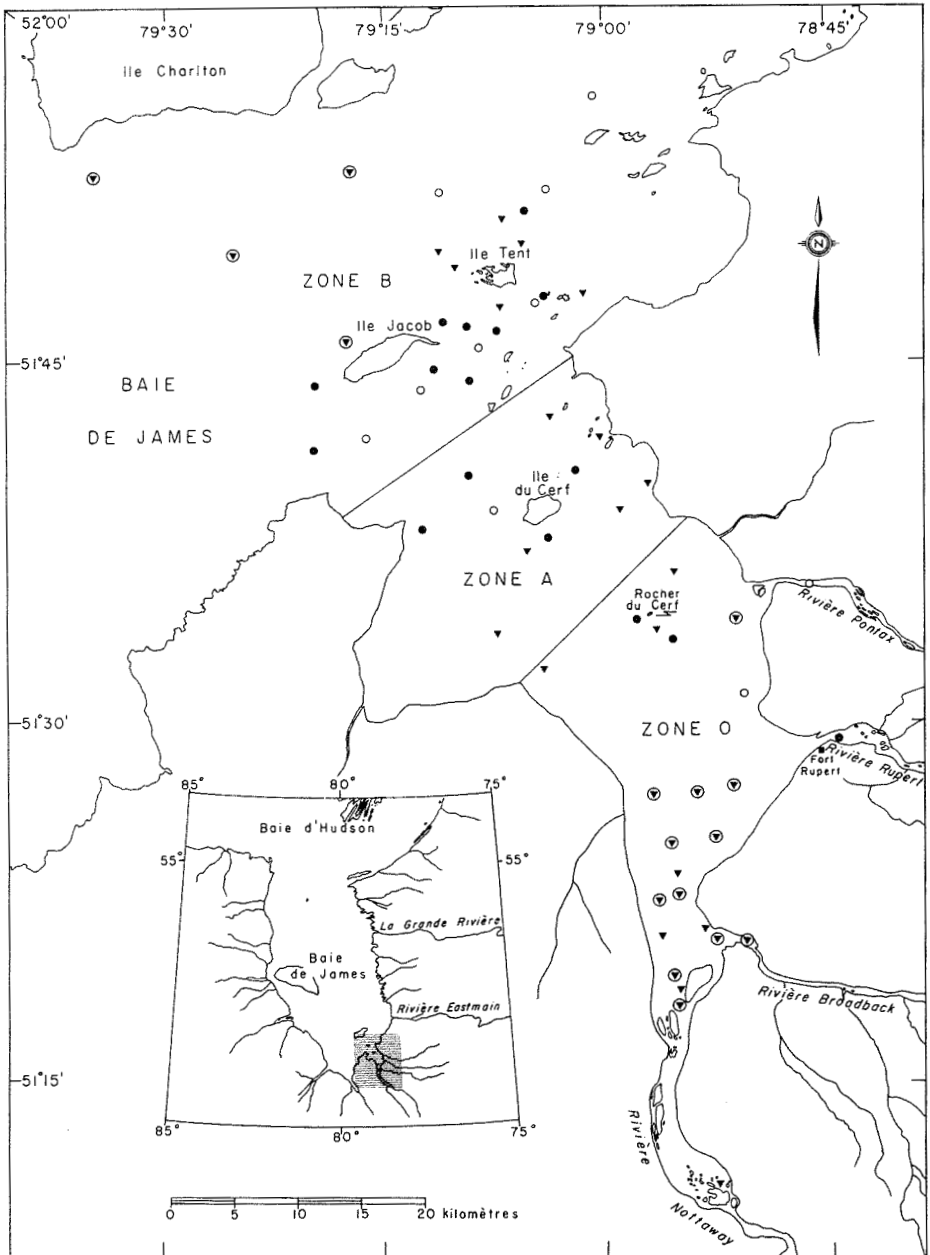 52°00'
79°30'
79°15'
79°00'
78°45'
Ile Charlton
Ile Tent
ZONE B
Ile Jacob
51°45'
BAIE
DE JAMES
Ile
du Cerf
ZONE A
Rocher
du Cerf
Rivière Pontax
51°30'
ZONE O
Fort
Rupert
Rivière Rupert
85°
80°
75°
Baie d'Hudson
55°
55°
La Grande Rivière
Baie
de James
Rivière Eastmain
Rivière Broadback
51°15'
85°
80°
75°
Rivière
Nottaway
0 5 10 15 20 kilomètres
N